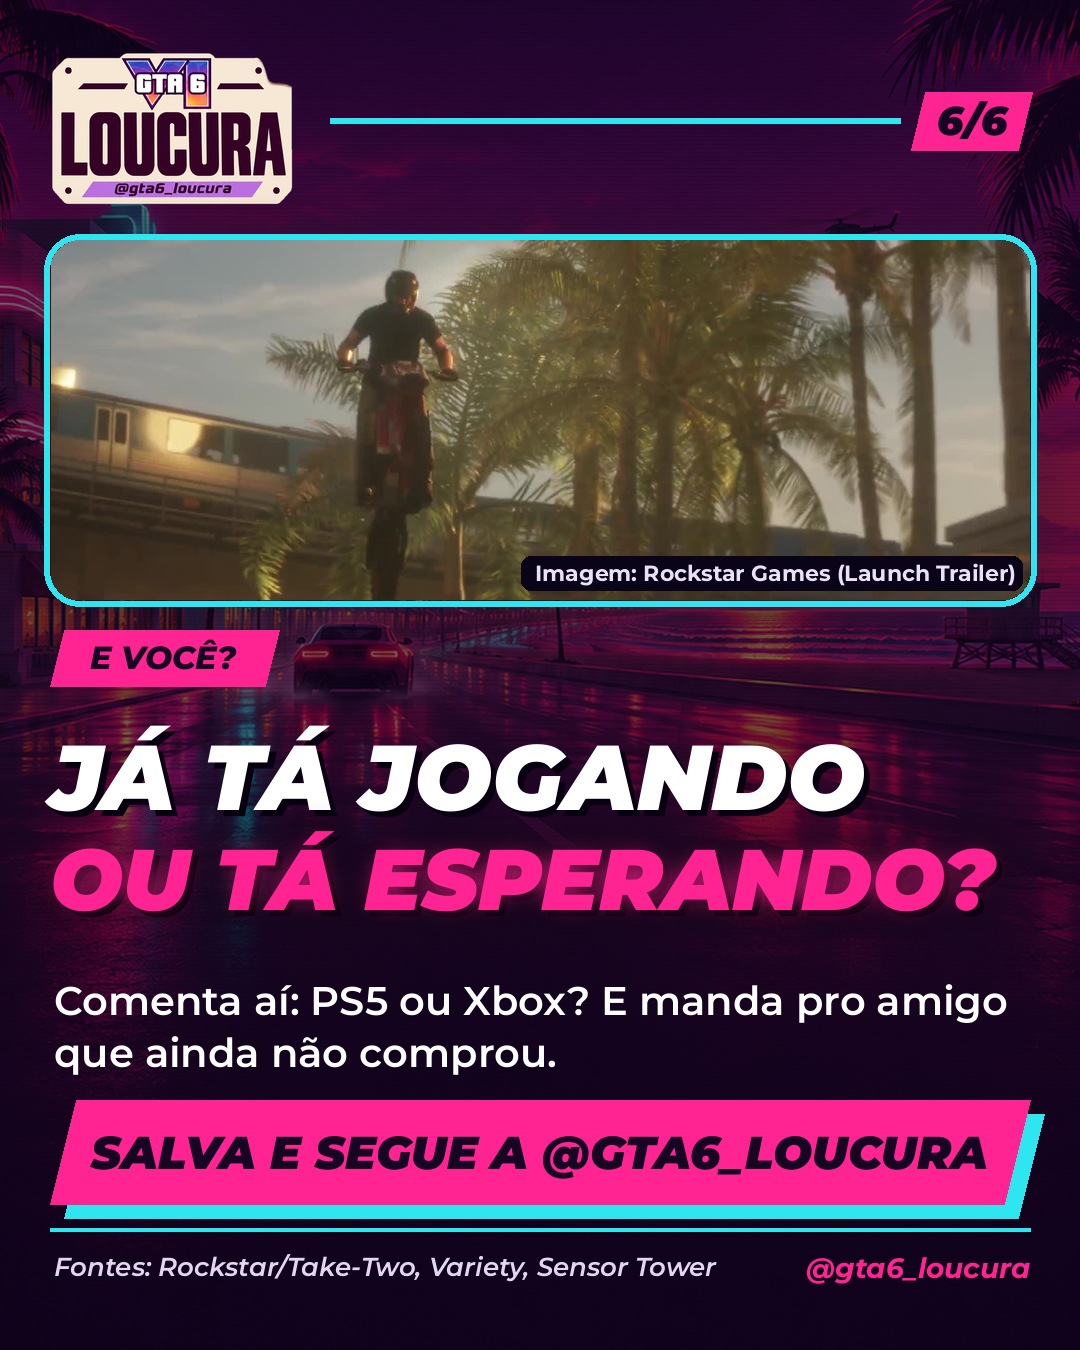 GTA 6
LOUCURA
@gta6_loucura
6/6
Imagem: Rockstar Games (Launch Trailer)
E VOCÊ?
JÁ TÁ JOGANDO
OU TÁ ESPERANDO?
Comenta aí: PS5 ou Xbox? E manda pro amigo
que ainda não comprou.
SALVA E SEGUE A @GTA6_LOUCURA
Fontes: Rockstar/Take-Two, Variety, Sensor Tower
@gta6_loucura